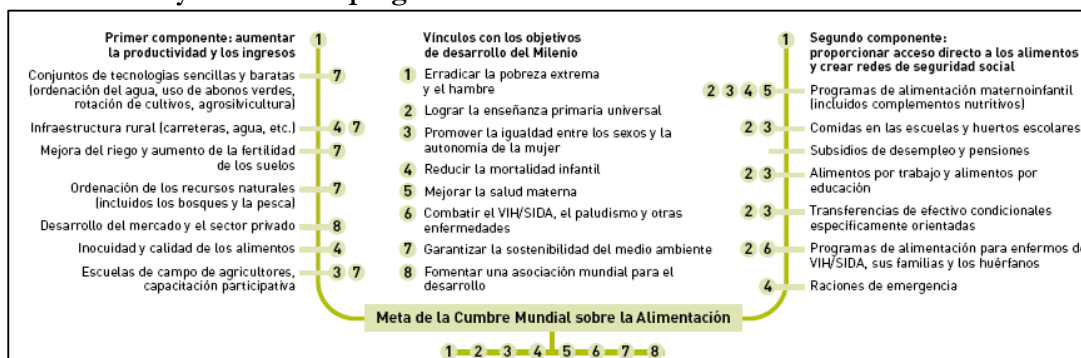 Primer componente: aumentar
la productividad y los ingresos
1
Conjuntos de tecnologías sencillas y baratas
(ordenación del agua, uso de abonos verdes,
rotación de cultivos, agrosilvicultura)
7
Infraestructura rural (carreteras, agua, etc.)
4 7
Mejora del riego y aumento de la fertilidad
de los suelos
7
Ordenación de los recursos naturales
(incluidos los bosques y la pesca)
7
Desarrollo del mercado y el sector privado
8
Inocuidad y calidad de los alimentos
4
Escuelas de campo de agricultores,
capacitación participativa
3 7
Vínculos con los objetivos
de desarrollo del Milenio
1 Erradicar la pobreza extrema
y el hambre
2 Lograr la enseñanza primaria universal
3 Promover la igualdad entre los sexos y la
autonomía de la mujer
4 Reducir la mortalidad infantil
5 Mejorar la salud materna
6 Combatir el VIH/SIDA, el paludismo y otras
enfermedades
7 Garantizar la sostenibilidad del medio ambiente
8 Fomentar una asociación mundial para el
desarrollo
1
Segundo componente:
proporcionar acceso directo a los alimentos
y crear redes de seguridad social
2 3 4 5
Programas de alimentación maternoinfantil
(incluidos complementos nutritivos)
2 3
Comidas en las escuelas y huertos escolares
Subsidios de desempleo y pensiones
2 3
Alimentos por trabajo y alimentos por
educación
2 3
Transferencias de efectivo condicionales
específicamente orientadas
2 6
Programas de alimentación para enfermos de
VIH/SIDA, sus familias y los huérfanos
4
Raciones de emergencia
Meta de la Cumbre Mundial sobre la Alimentación
1 2 3 4 5 6 7 8